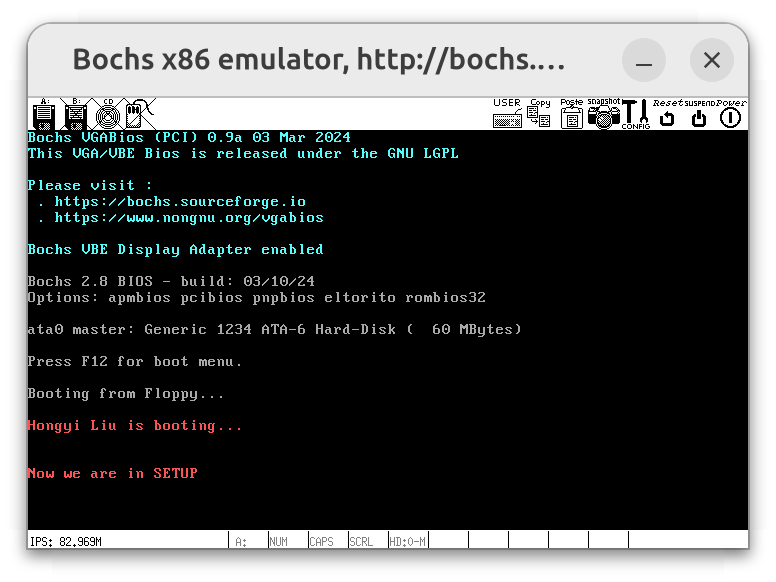 Bochs x86 emulator, http://bochs....
A: B: CD USER Copy Paste snapshot CONFIG Reset SUSPEND Power
Bochs VGABios (PCI) 0.9a 03 Mar 2024
This VGA/VBE Bios is released under the GNU LGPL
Please visit :
. https://bochs.sourceforge.io
. https://www.nongnu.org/vgabios
Bochs VBE Display Adapter enabled
Bochs 2.8 BIOS - build: 03/10/24
Options: apmbios pcibios pnpbios eltorito rombios32
ata0 master: Generic 1234 ATA-6 Hard-Disk (  60 MBytes)
Press F12 for boot menu.
Booting from Floppy...
Hongyi Liu is booting...
Now we are in SETUP
IPS: 82.969M A: NUM CAPS SCRL HD:0-M